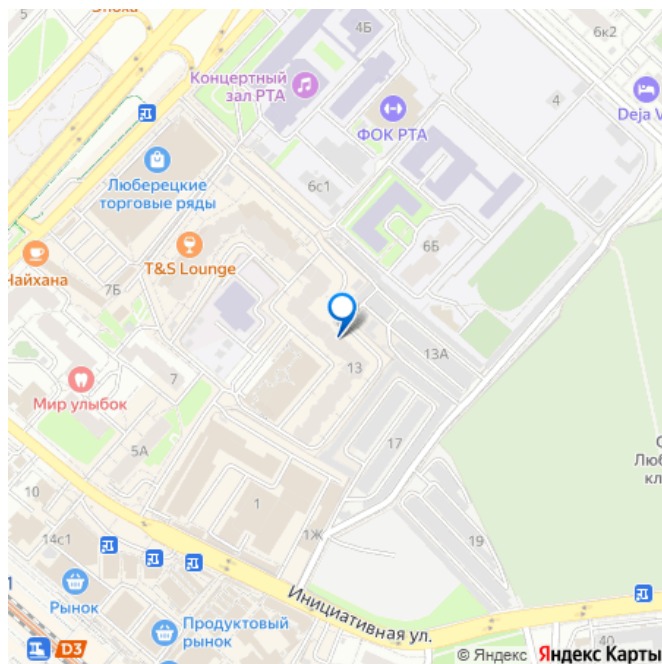 5
4Б
6к2
Концертный
зал РТА
ФОК РТА
4
Deja V
Люберецкие
торговые ряды
6с1
T&S Lounge
6Б
Чайхана
7Б
13А
13
7
Мир улыбок
17
5А
10
1
14с1
1Ж
19
Рынок
Инициативная ул.
Продуктовый
рынок
D3
40
© Яндекс Яндекс Карты